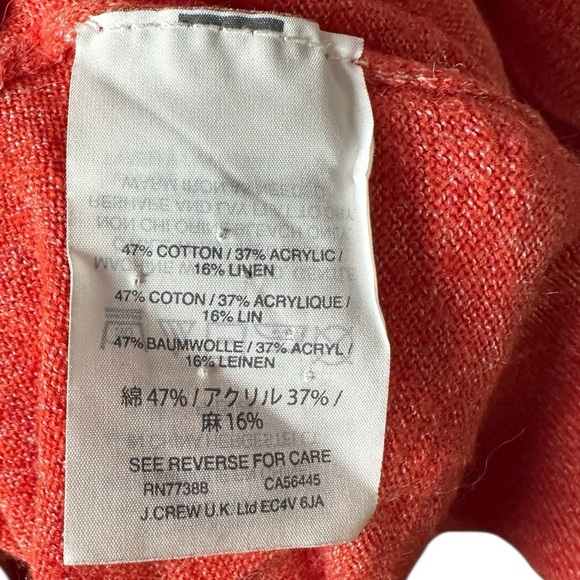 47% COTTON / 37% ACRYLIC /
16% LINEN
47% COTON / 37% ACRYLIQUE /
16% LIN
47% BAUMWOLLE / 37% ACRYL /
16% LEINEN
綿 47% / アクリル 37% /
麻 16%
SEE REVERSE FOR CARE
RN77388 CA56445
J.CREW U.K. Ltd EC4V 6JA